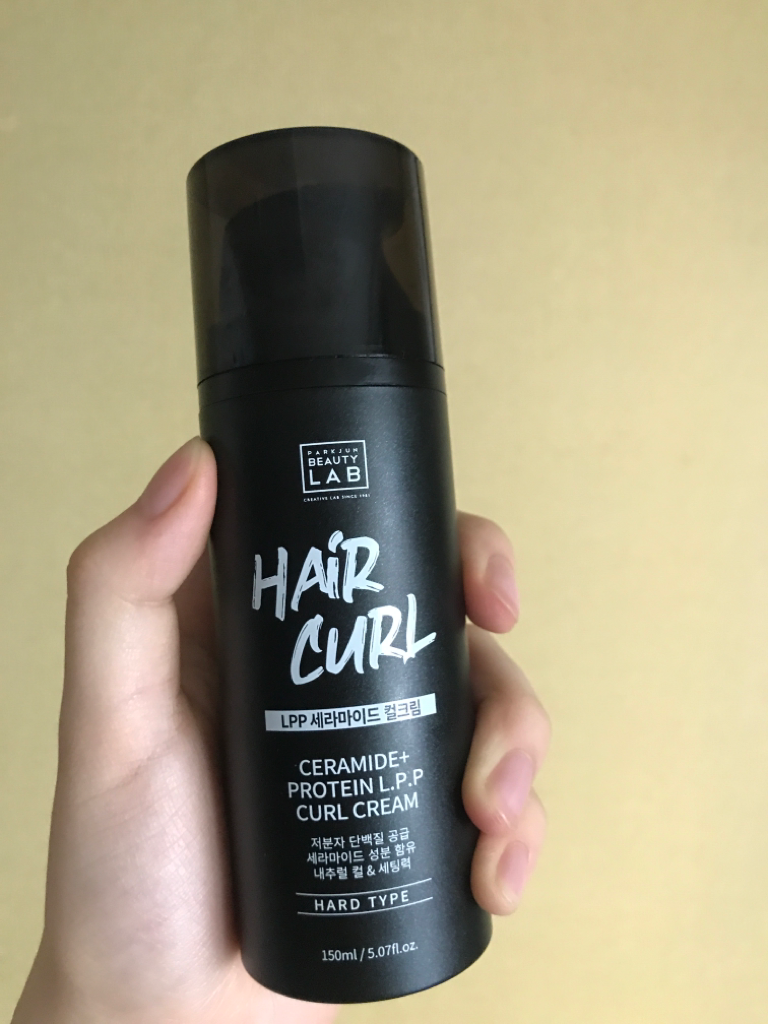 PARKJUN
BEAUTY
LAB
CREATIVE LAB SINCE 1981
HAiR
CURL
LPP 세라마이드 컬크림
CERAMIDE+
PROTEIN L.P.P
CURL CREAM
저분자 단백질 공급
세라마이드 성분 함유
내추럴 컬 & 세팅력
HARD TYPE
150ml / 5.07fl.oz.